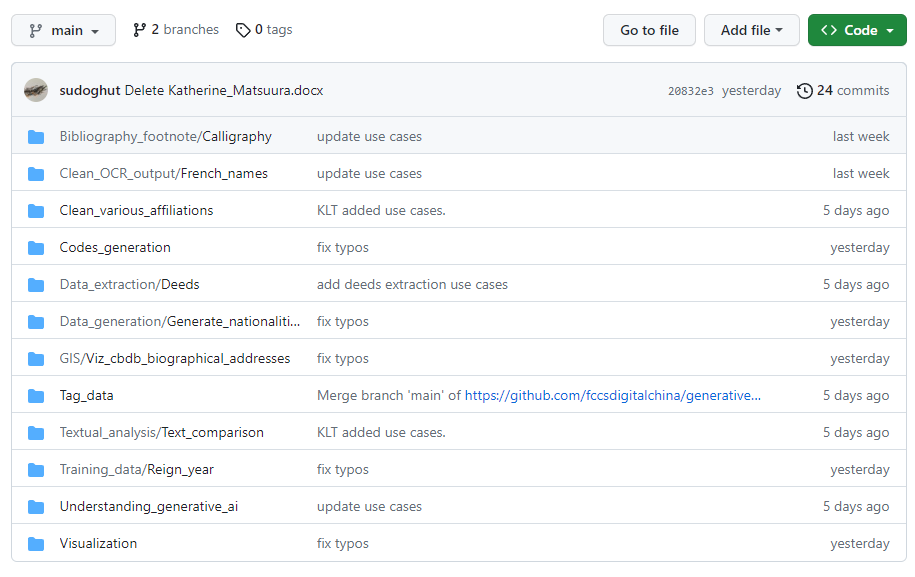 main 2 branches 0 tags Go to file Add file Code
sudoghut Delete Katherine_Matsuura.docx 20832e3 yesterday 24 commits
Bibliography_footnote/Calligraphy update use cases last week
Clean_OCR_output/French_names update use cases last week
Clean_various_affiliations KLT added use cases. 5 days ago
Codes_generation fix typos yesterday
Data_extraction/Deeds add deeds extraction use cases 5 days ago
Data_generation/Generate_nationaliti... fix typos yesterday
GIS/Viz_cbdb_biographical_addresses fix typos yesterday
Tag_data Merge branch 'main' of https://github.com/fccsdigitalchina/generative... 5 days ago
Textual_analysis/Text_comparison KLT added use cases. 5 days ago
Training_data/Reign_year fix typos yesterday
Understanding_generative_ai update use cases 5 days ago
Visualization fix typos yesterday